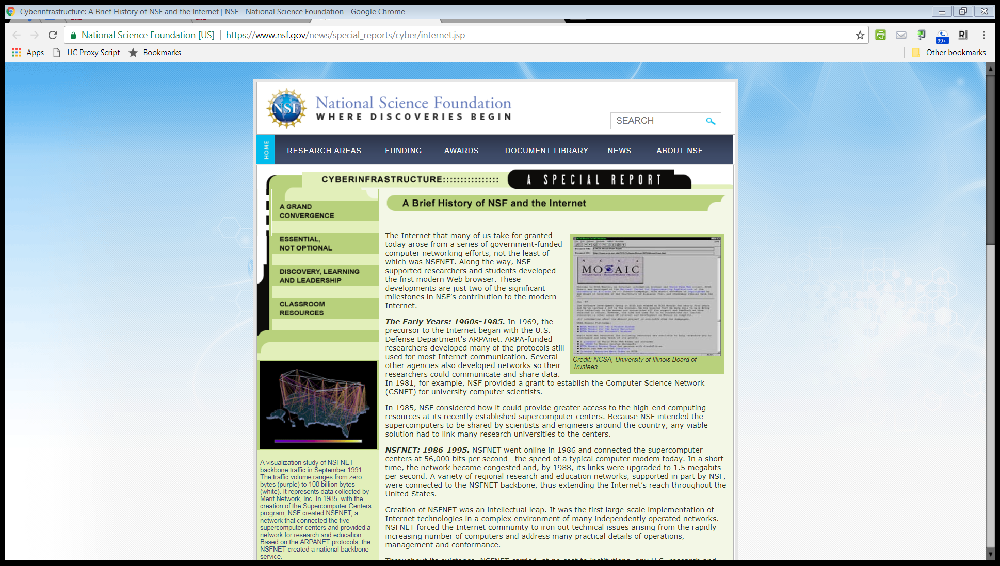 Cyberinfrastructure: A Brief History of NSF and the Internet | NSF - National Science Foundation - Google Chrome
National Science Foundation [US] https://www.nsf.gov/news/special_reports/cyber/internet.jsp
99+
Apps UC Proxy Script Bookmarks Other bookmarks
NSF
National Science Foundation
WHERE DISCOVERIES BEGIN
SEARCH
HOME RESEARCH AREAS FUNDING AWARDS DOCUMENT LIBRARY NEWS ABOUT NSF
CYBERINFRASTRUCTURE:::::::::::::::: A SPECIAL REPORT
A GRAND
CONVERGENCE
ESSENTIAL,
NOT OPTIONAL
DISCOVERY, LEARNING
AND LEADERSHIP
CLASSROOM
RESOURCES
A visualization study of NSFNET
backbone traffic in September 1991.
The traffic volume ranges from zero
bytes (purple) to 100 billion bytes
(white). It represents data collected by
Merit Network, Inc. In 1985, with the
creation of the Supercomputer Centers
program, NSF created NSFNET, a
network that connected the five
supercomputer centers and provided a
network for research and education.
Based on the ARPANET protocols, the
NSFNET created a national backbone
service.
A Brief History of NSF and the Internet
The Internet that many of us take for granted
today arose from a series of government-funded
computer networking efforts, not the least of
which was NSFNET. Along the way, NSF-
supported researchers and students developed
the first modern Web browser. These
developments are just two of the significant
milestones in NSF’s contribution to the modern
Internet.
NCSA
MOSAIC
Credit: NCSA, University of Illinois Board of
Trustees
The Early Years: 1960s-1985. In 1969, the
precursor to the Internet began with the U.S.
Defense Department's ARPAnet. ARPA-funded
researchers developed many of the protocols still
used for most Internet communication. Several
other agencies also developed networks so their
researchers could communicate and share data.
In 1981, for example, NSF provided a grant to establish the Computer Science Network
(CSNET) for university computer scientists.
In 1985, NSF considered how it could provide greater access to the high-end computing
resources at its recently established supercomputer centers. Because NSF intended the
supercomputers to be shared by scientists and engineers around the country, any viable
solution had to link many research universities to the centers.
NSFNET: 1986-1995. NSFNET went online in 1986 and connected the supercomputer
centers at 56,000 bits per second—the speed of a typical computer modem today. In a short
time, the network became congested and, by 1988, its links were upgraded to 1.5 megabits
per second. A variety of regional research and education networks, supported in part by NSF,
were connected to the NSFNET backbone, thus extending the Internet’s reach throughout the
United States.
Creation of NSFNET was an intellectual leap. It was the first large-scale implementation of
Internet technologies in a complex environment of many independently operated networks.
NSFNET forced the Internet community to iron out technical issues arising from the rapidly
increasing number of computers and address many practical details of operations,
management and conformance.
Throughout its existence, NSFNET carried, at no cost to institutions, any U.S. research and